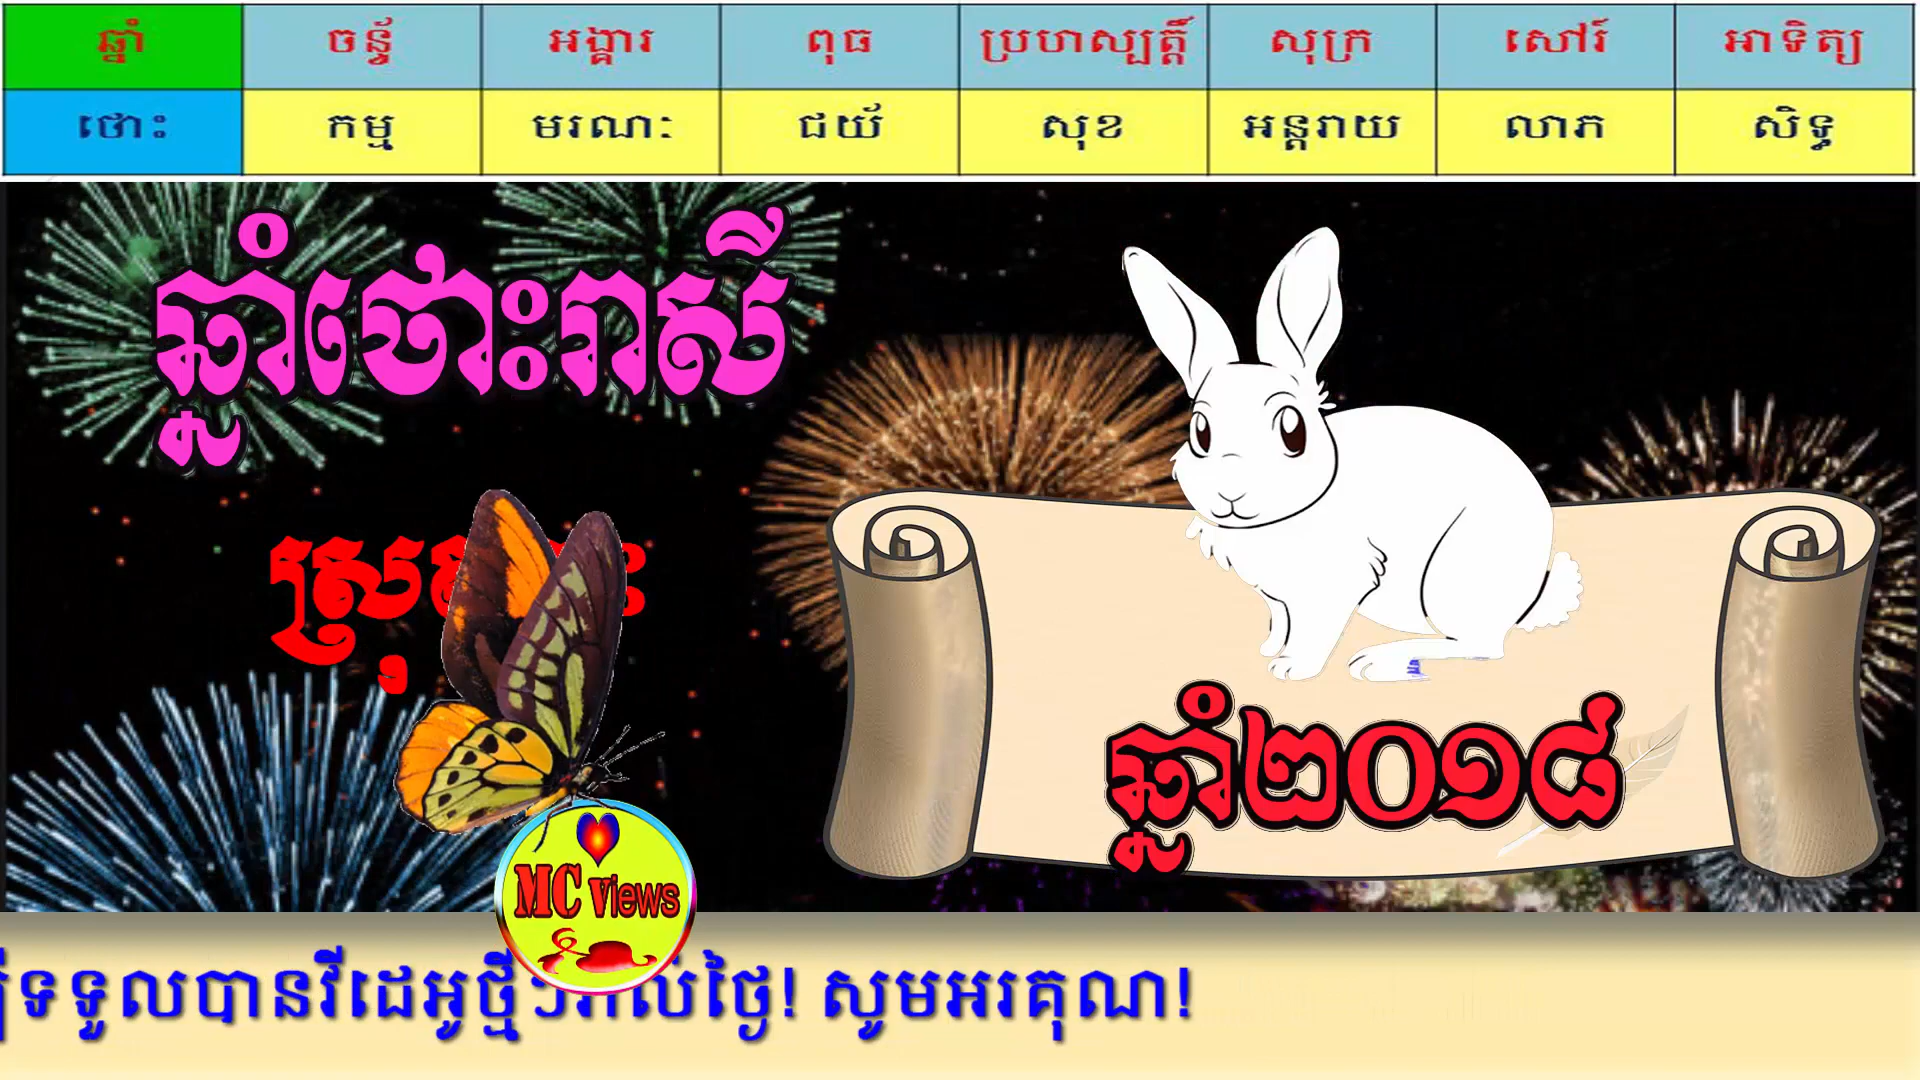 ឆ្នាំ ចន្ទ័ អង្គារ ពុធ ប្រហស្បត្តិ៍ សុក្រ សៅរ៍ អាទិត្យ
ថោះ កម្ម មរណៈ ជយ័ សុខ អន្តរាយ លាភ សិទ្ធ
ឆ្នាំថោះរាសី
ឆ្នាំ២០១៨
MC Views
ទទួលបានវីដេអូថ្មីៗរាល់ថ្ងៃ! សូមអរគុណ!